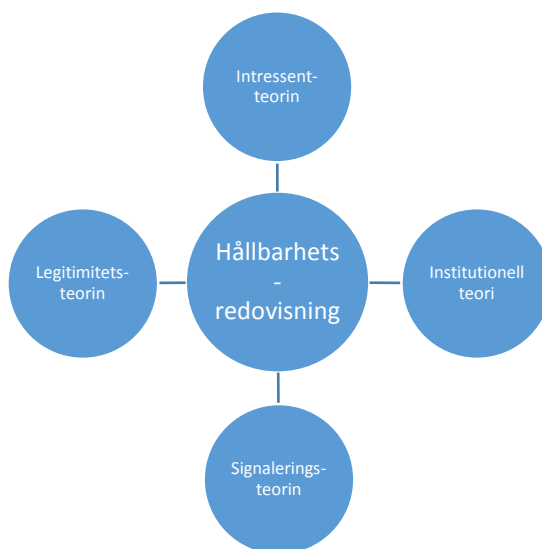 Intressent-
teorin
Legitimitets-
teorin
Hållbarhets
-
redovisning
Institutionell
teori
Signalerings-
teorin